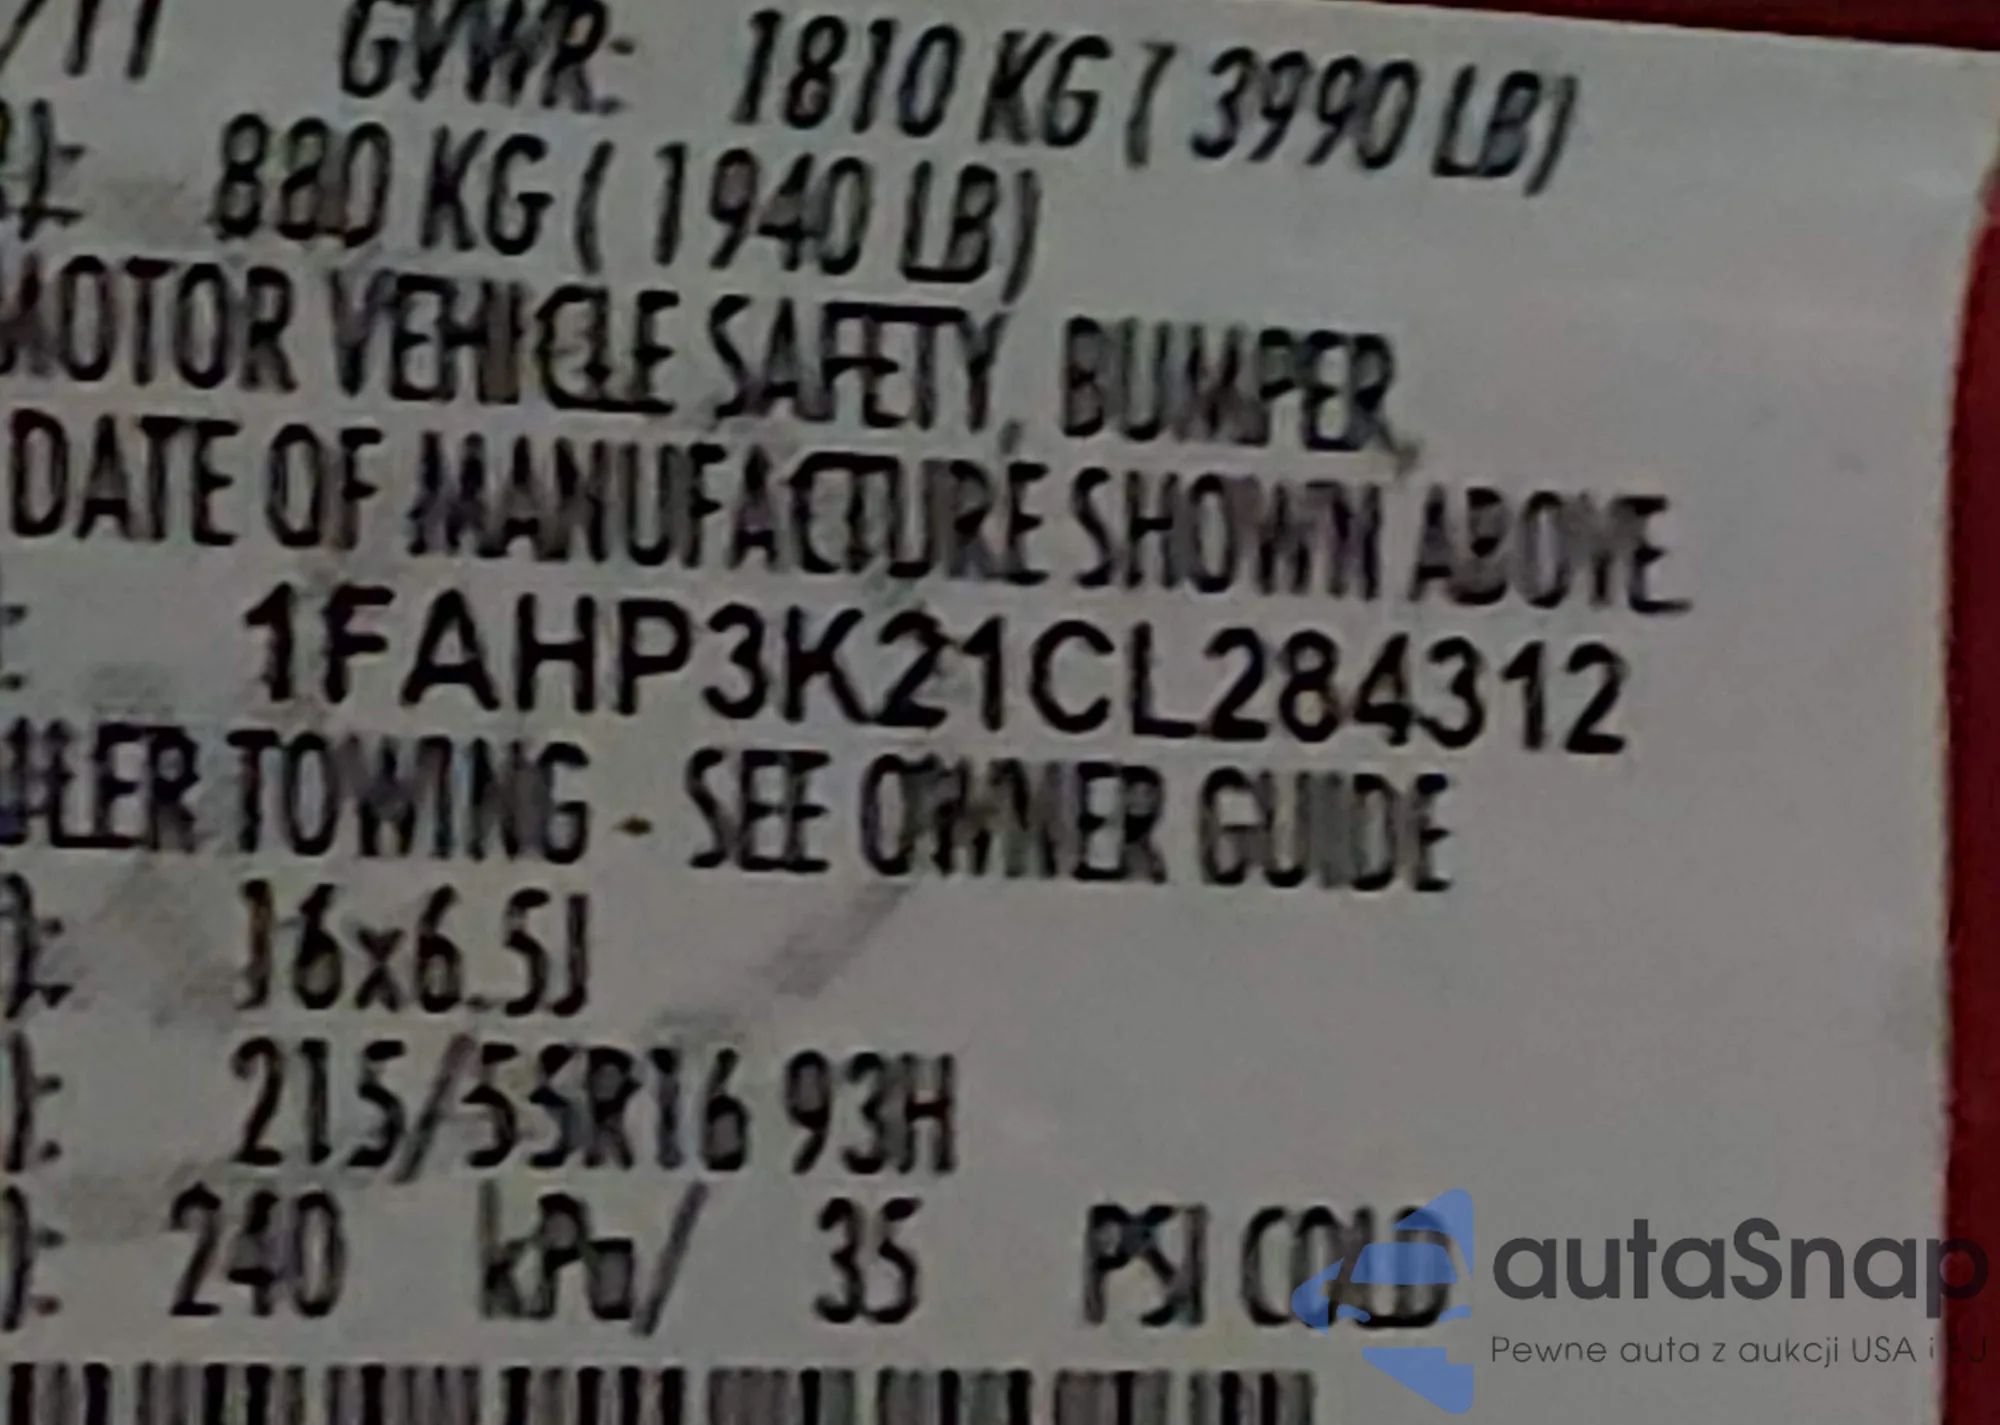 /11 GVWR: 1810 KG ( 3990 LB)
): 880 KG ( 1940 LB)
MOTOR VEHICLE SAFETY, BUMPER,
DATE OF MANUFACTURE SHOWN ABOVE
: 1FAHP3K21CL284312
TOWING - SEE OWNER GUIDE
): 16x6.5J
): 215/55R16 93H
): 240 kPa/ 35 PSI COLD
autaSnap
Pewne auta z aukcji USA i EU